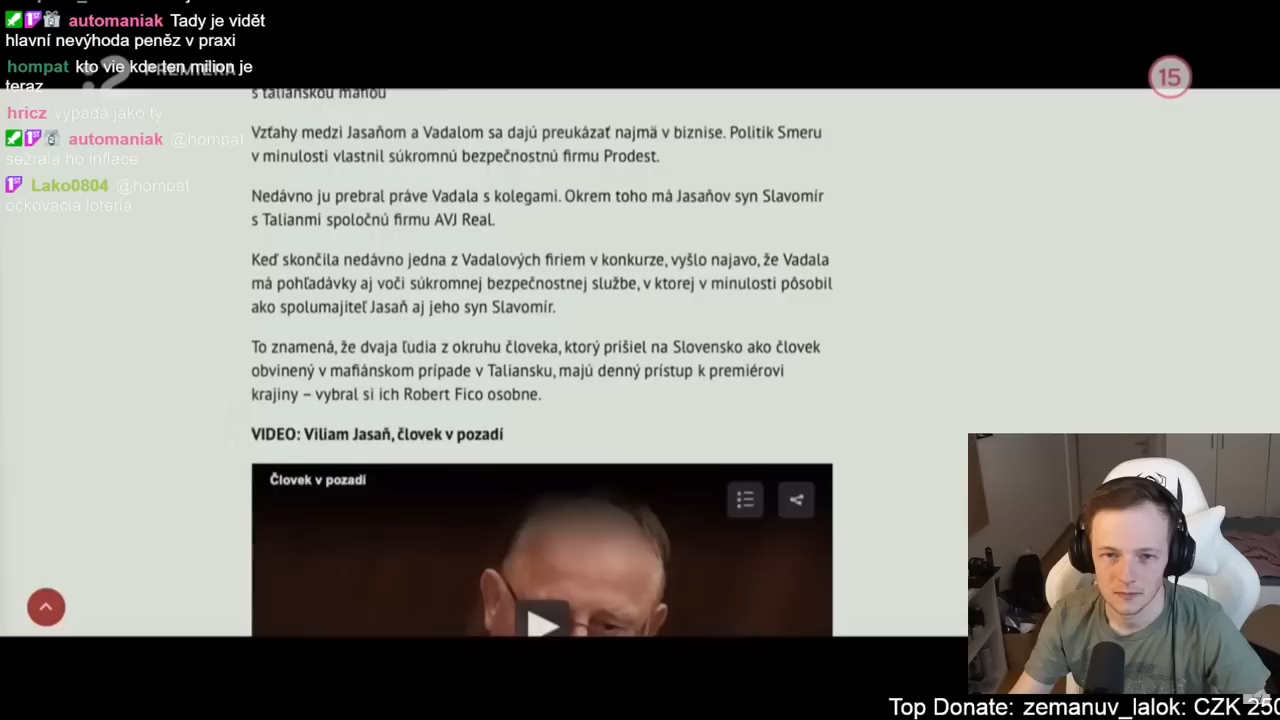 automaniak Tady je vidět
hlavní nevýhoda peněz v praxi
hompat kto vie kde ten milion je
teraz
hricz vypadá jako ty
automaniak @hompat
sežrala ho inflace
Lako0804 @hompat
očkovacia loteria
:2 PREMIÉRA
15
s talianskou mafiou
Vzťahy medzi Jasaňom a Vadalom sa dajú preukázať najmä v biznise. Politik Smeru
v minulosti vlastnil súkromnú bezpečnostnú firmu Prodest.
Nedávno ju prebral práve Vadala s kolegami. Okrem toho má Jasaňov syn Slavomír
s Talianmi spoločnú firmu AVJ Real.
Keď skončila nedávno jedna z Vadalových firiem v konkurze, vyšlo najavo, že Vadala
má pohľadávky aj voči súkromnej bezpečnostnej službe, v ktorej v minulosti pôsobil
ako spolumajiteľ Jasaň aj jeho syn Slavomír.
To znamená, že dvaja ľudia z okruhu človeka, ktorý prišiel na Slovensko ako človek
obvinený v mafiánskom prípade v Taliansku, majú denný prístup k premiérovi
krajiny – vybral si ich Robert Fico osobne.
VIDEO: Viliam Jasaň, človek v pozadí
Človek v pozadí
Top Donate: zemanuv_lalok: CZK 250